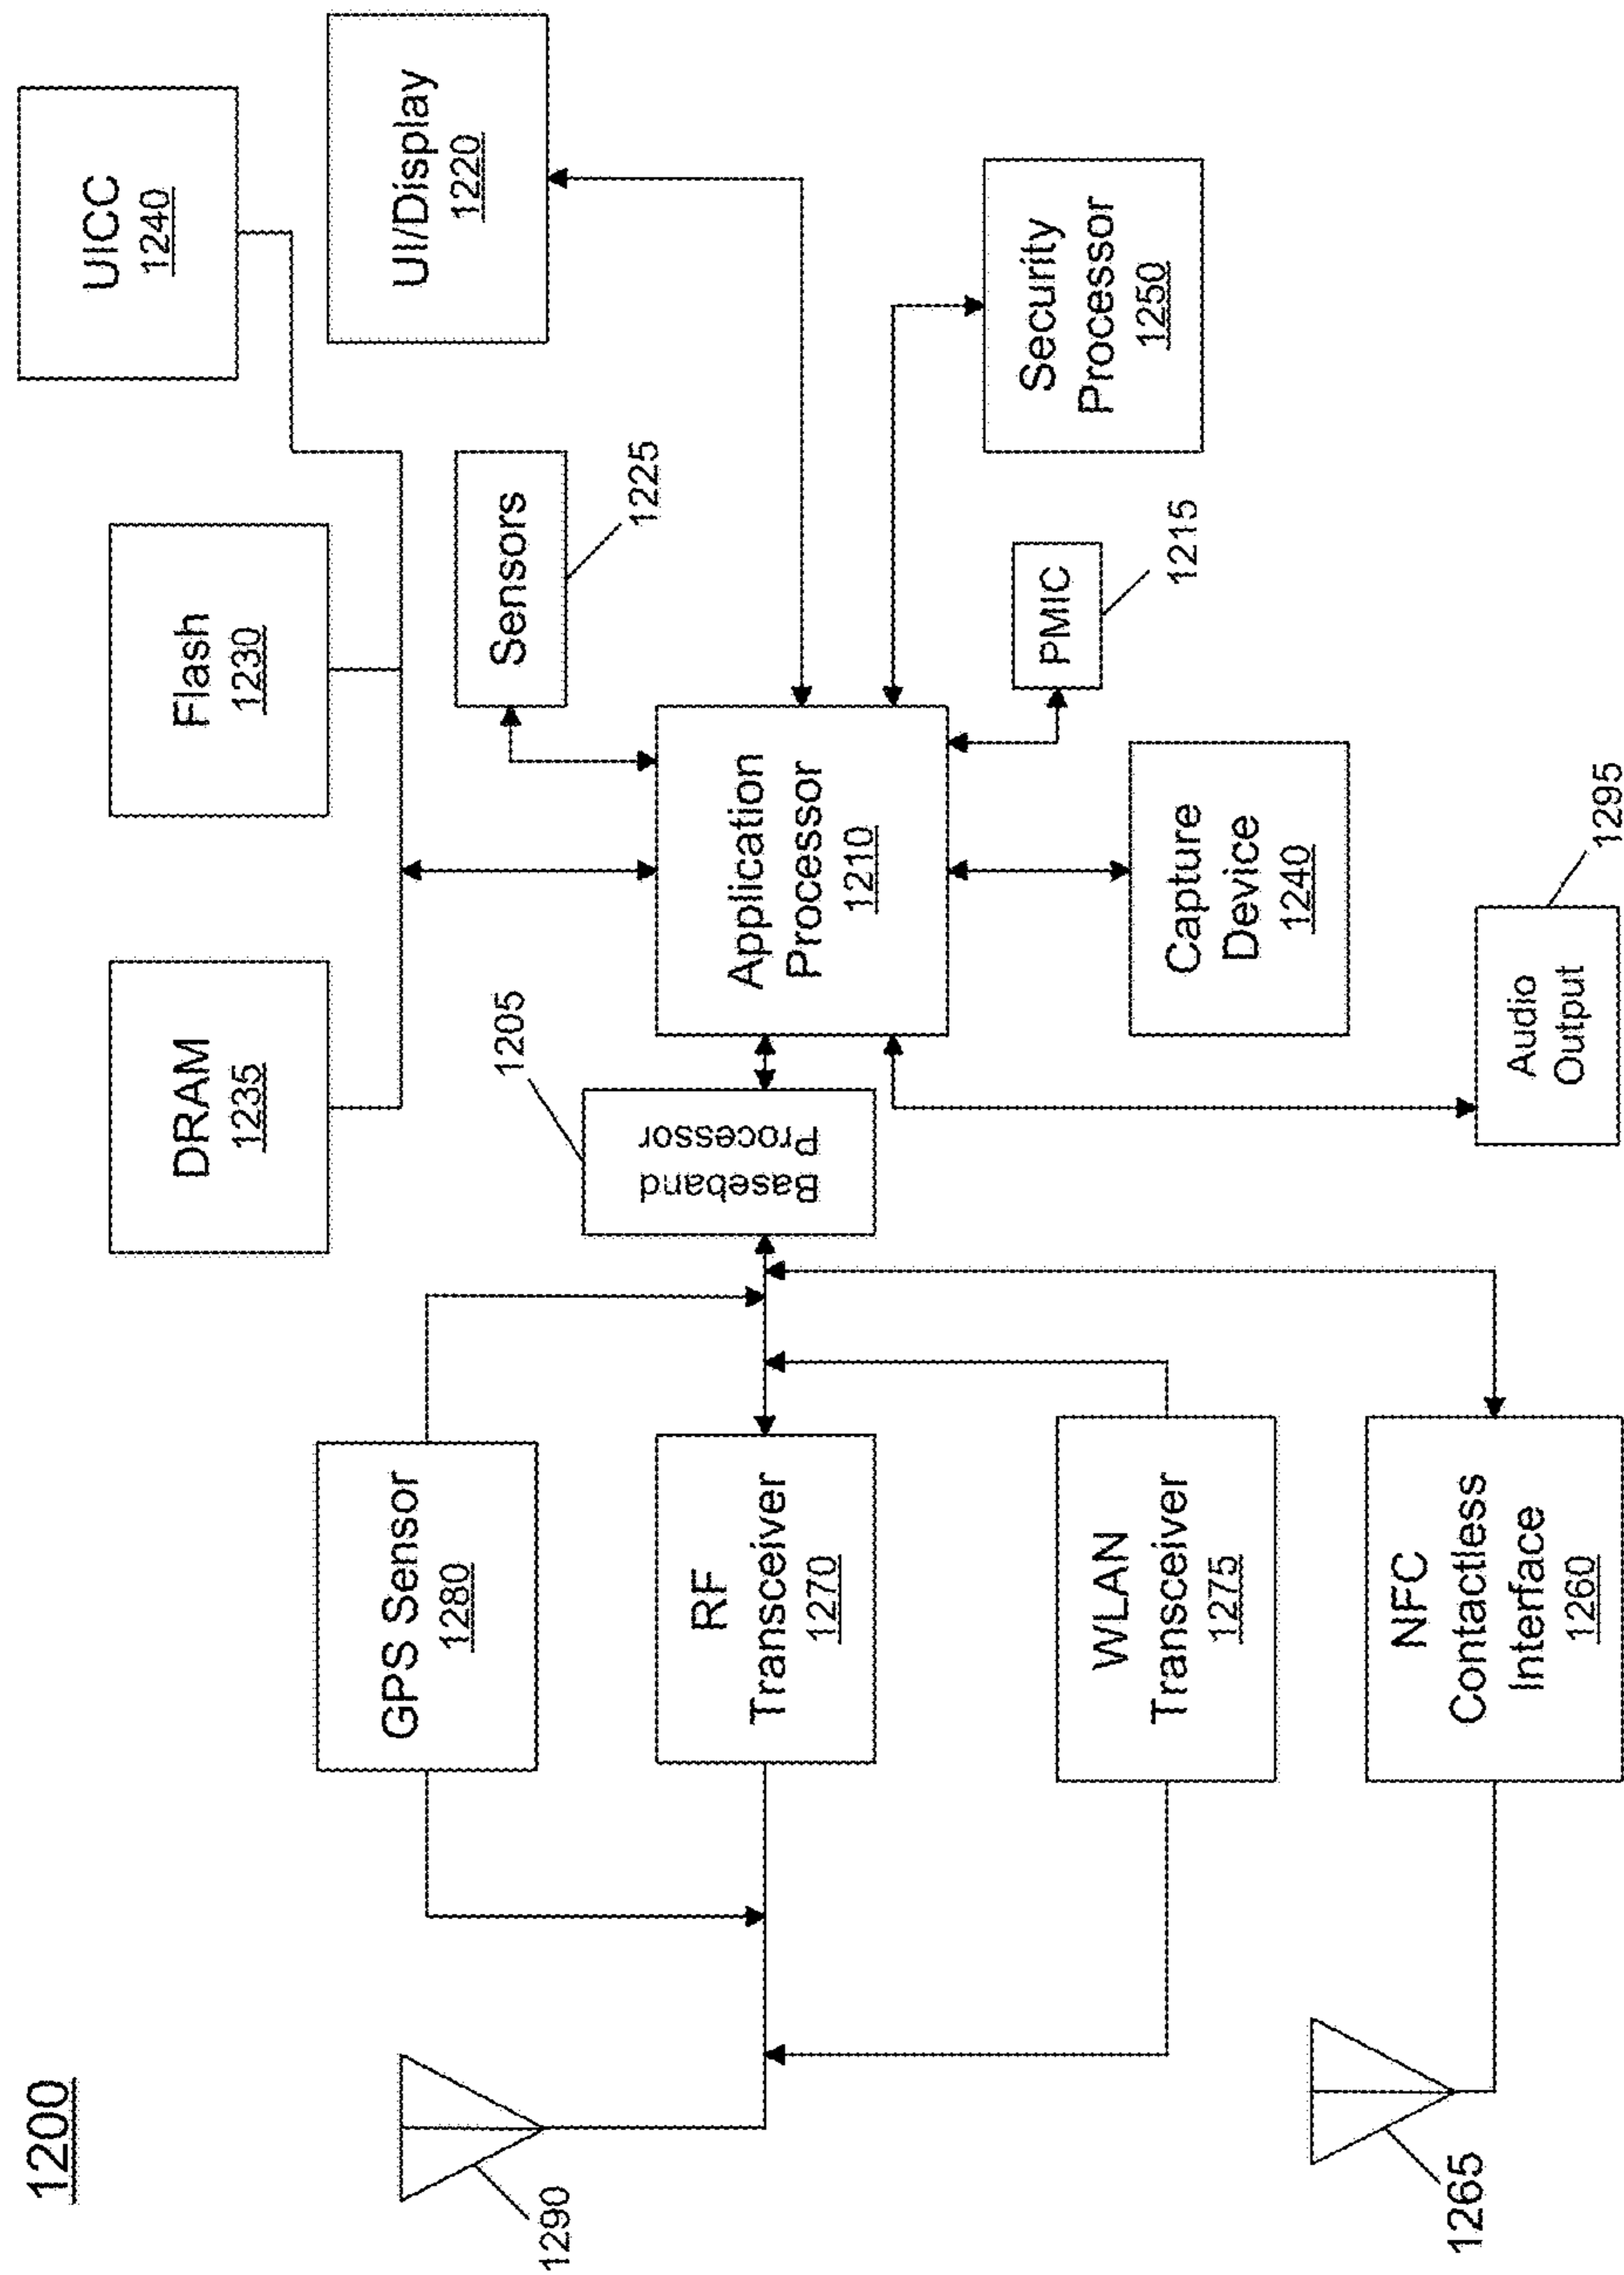 1200
UICC
1240
DRAM
1235
Flash
1230
UI/Display
1220
GPS Sensor
1280
Sensors
1225
1290
1205
Baseband
Processor
RF
Transceiver
1270
Application
Processor
1210
Security
Processor
1250
PMIC
1215
WLAN
Transceiver
1275
Capture
Device
1240
NFC
Contactless
Interface
1260
1265
Audio
Output
1295